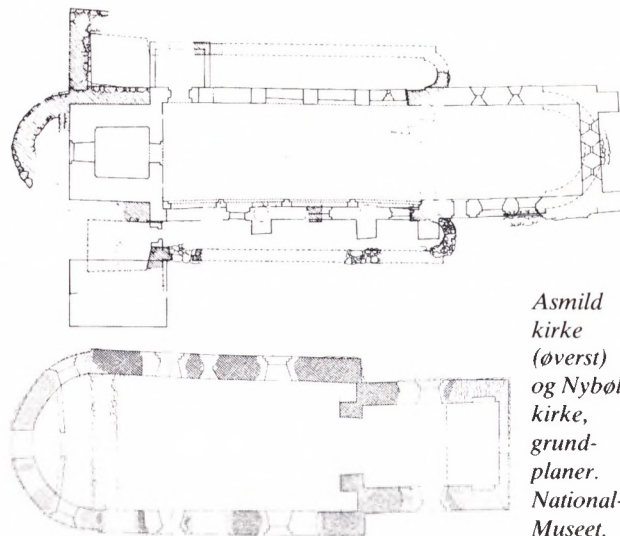 Asmild
kirke
(øverst)
og Nybøl
kirke,
grund-
planer.
National-
Museet.